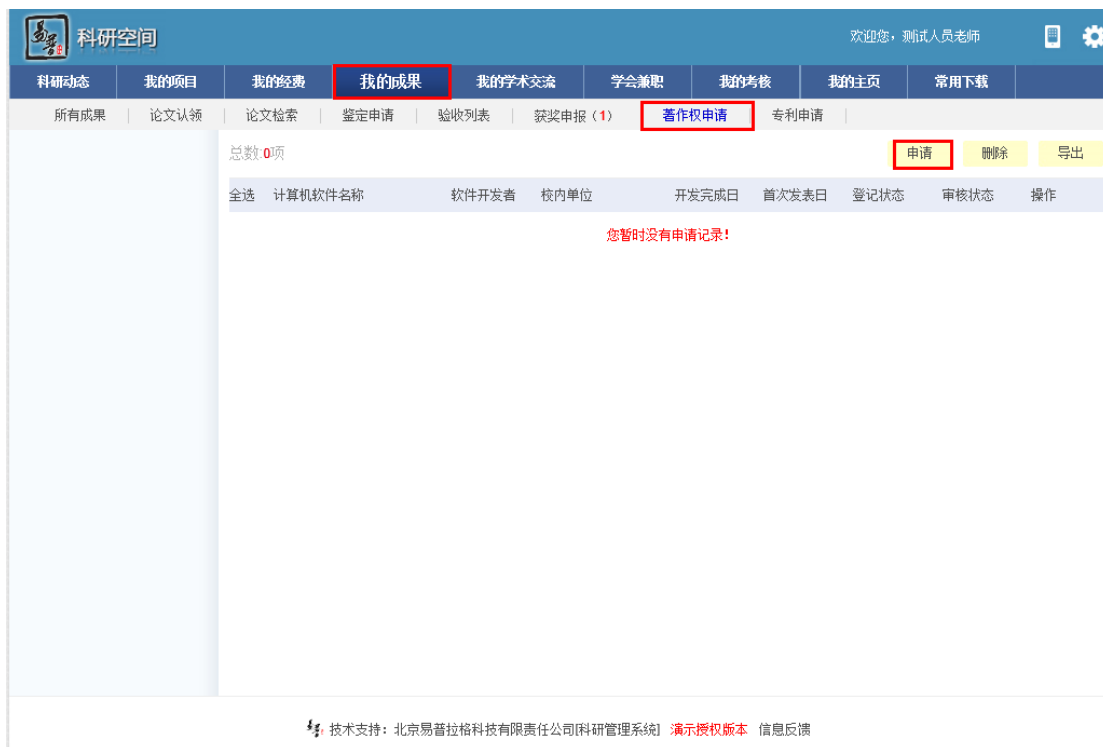 易普 科研空间 欢迎您，测试人员老师
科研动态 我的项目 我的经费 我的成果 我的学术交流 学会兼职 我的考核 我的主页 常用下载
所有成果 论文认领 论文检索 鉴定申请 验收列表 获奖申报（1） 著作权申请 专利申请
总数:0项 申请 删除 导出
全选 计算机软件名称 软件开发者 校内单位 开发完成日 首次发表日 登记状态 审核状态 操作
您暂时没有申请记录!
易普 技术支持：北京易普拉格科技有限责任公司[科研管理系统] 演示授权版本 信息反馈